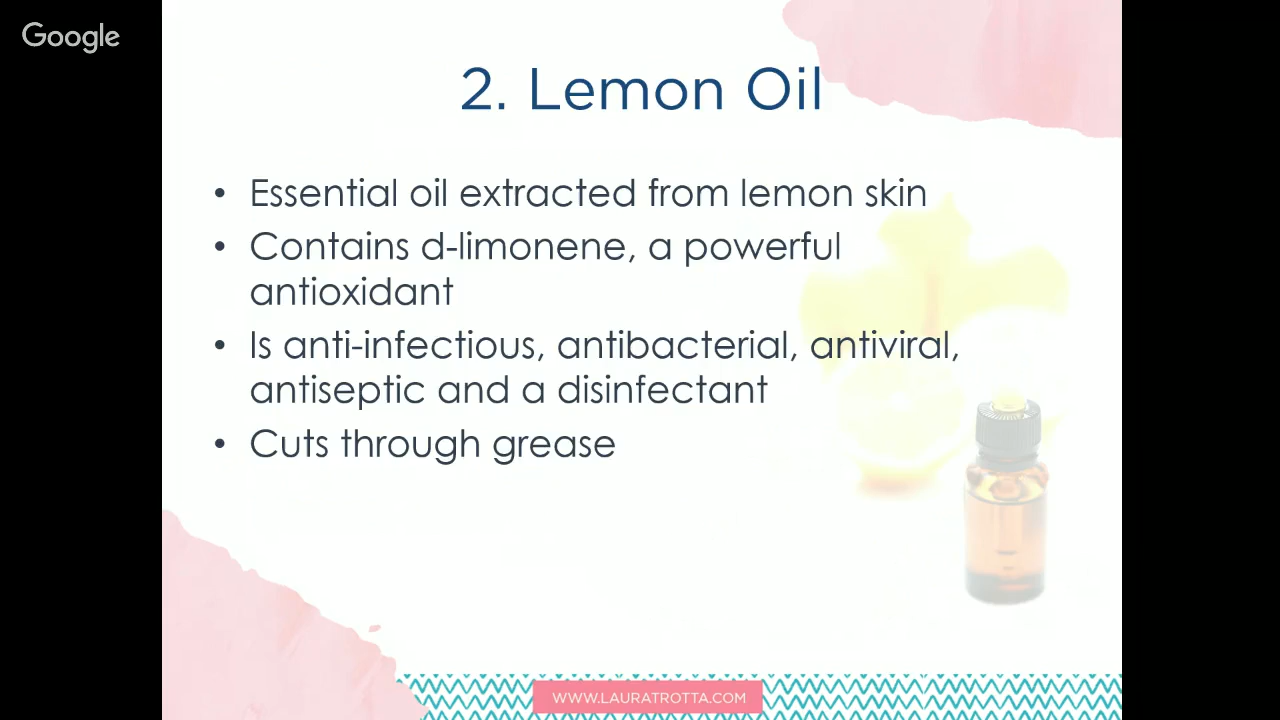 Google
2. Lemon Oil
• Essential oil extracted from lemon skin
• Contains d-limonene, a powerful
antioxidant
• Is anti-infectious, antibacterial, antiviral,
antiseptic and a disinfectant
• Cuts through grease
WWW.LAURATROTTA.COM